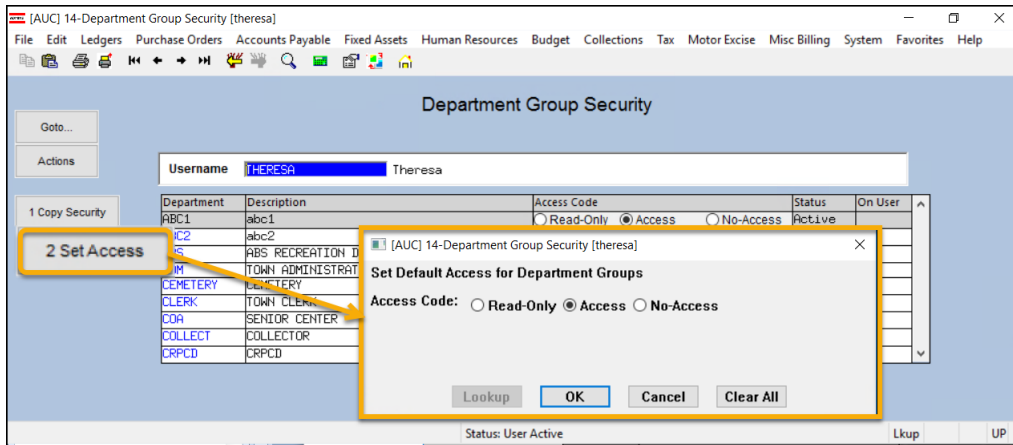 [AUC] 14-Department Group Security [theresa]
File Edit Ledgers Purchase Orders Accounts Payable Fixed Assets Human Resources Budget Collections Tax Motor Excise Misc Billing System Favorites Help
Department Group Security
Goto...
Actions
Username THERESA Theresa
1 Copy Security
2 Set Access
Department Description Access Code Status On User
ABC1 abc1 Read-Only Access No-Access Active
abc2
ABS RECREATION D
TOWN ADMINISTRAT
CEMETERY CEMETERY
CLERK TOWN CLERK
COA SENIOR CENTER
COLLECT COLLECTOR
CRPCD CRPCD
[AUC] 14-Department Group Security [theresa]
Set Default Access for Department Groups
Access Code: Read-Only Access No-Access
Lookup OK Cancel Clear All
Status: User Active Lkup UP